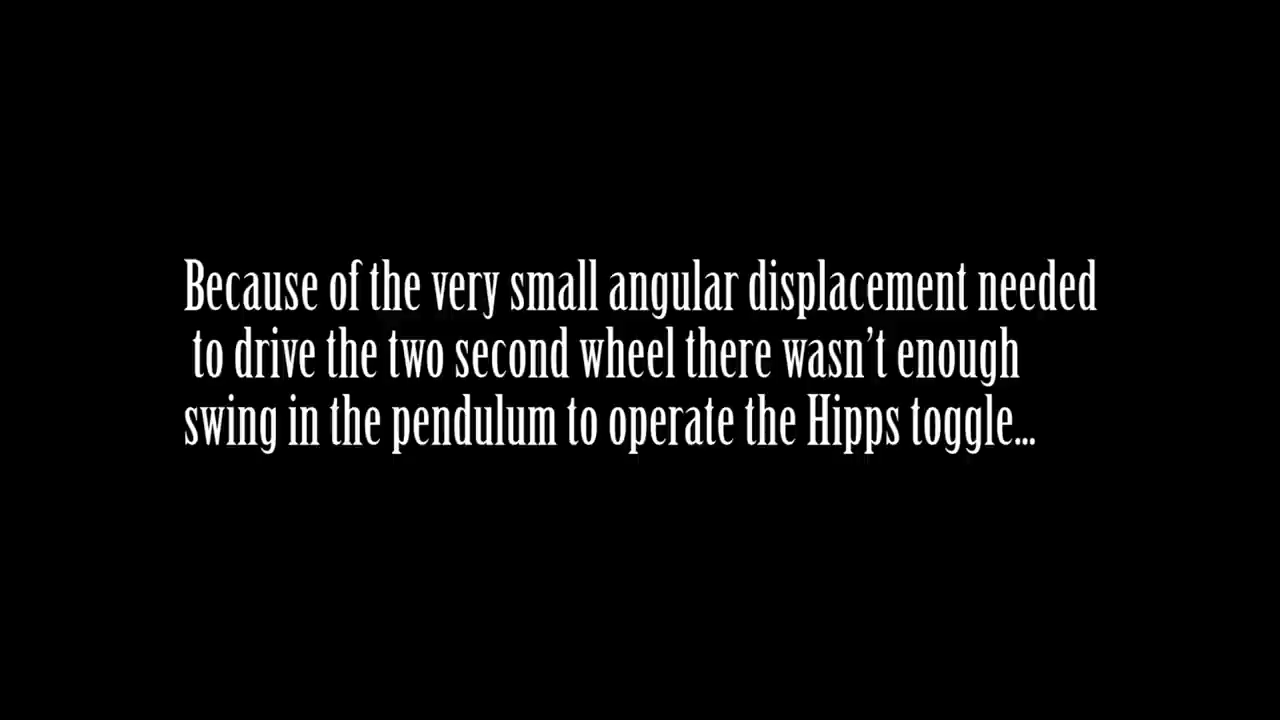 Because of the very small angular displacement needed
to drive the two second wheel there wasn’t enough
swing in the pendulum to operate the Hipps toggle...